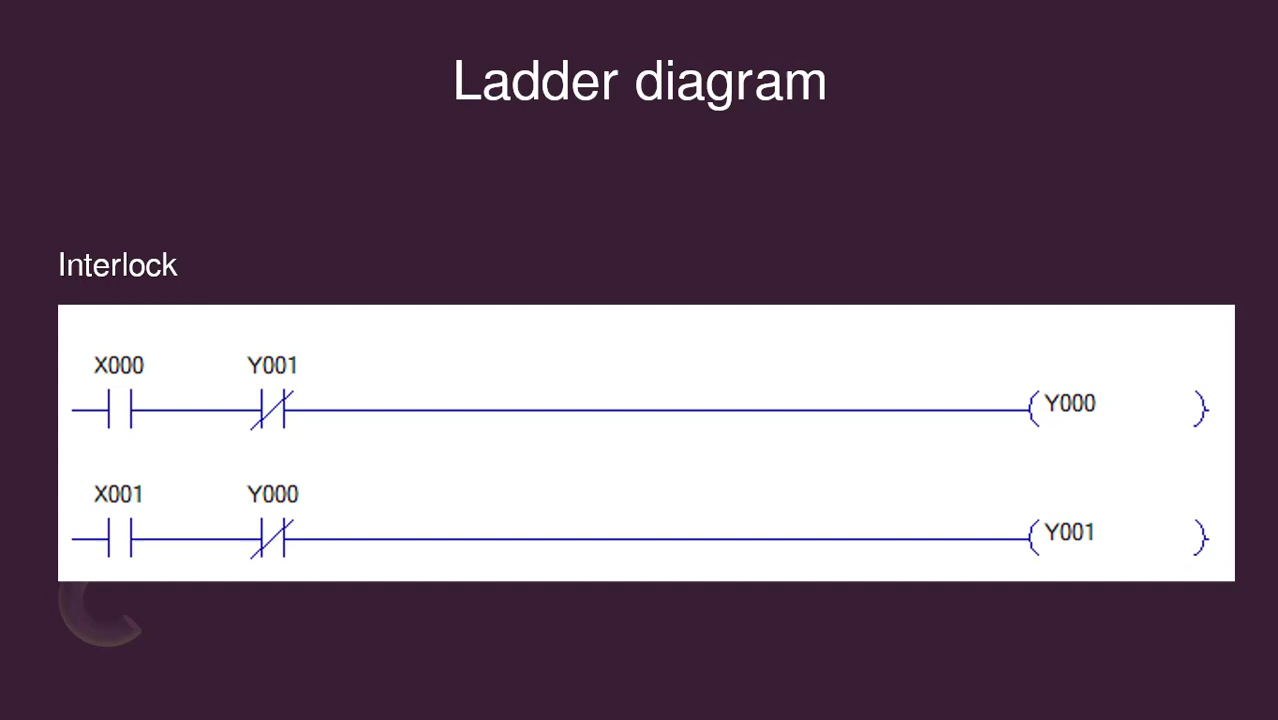 Ladder diagram
Interlock
X000 Y001
Y000
X001 Y000
Y001